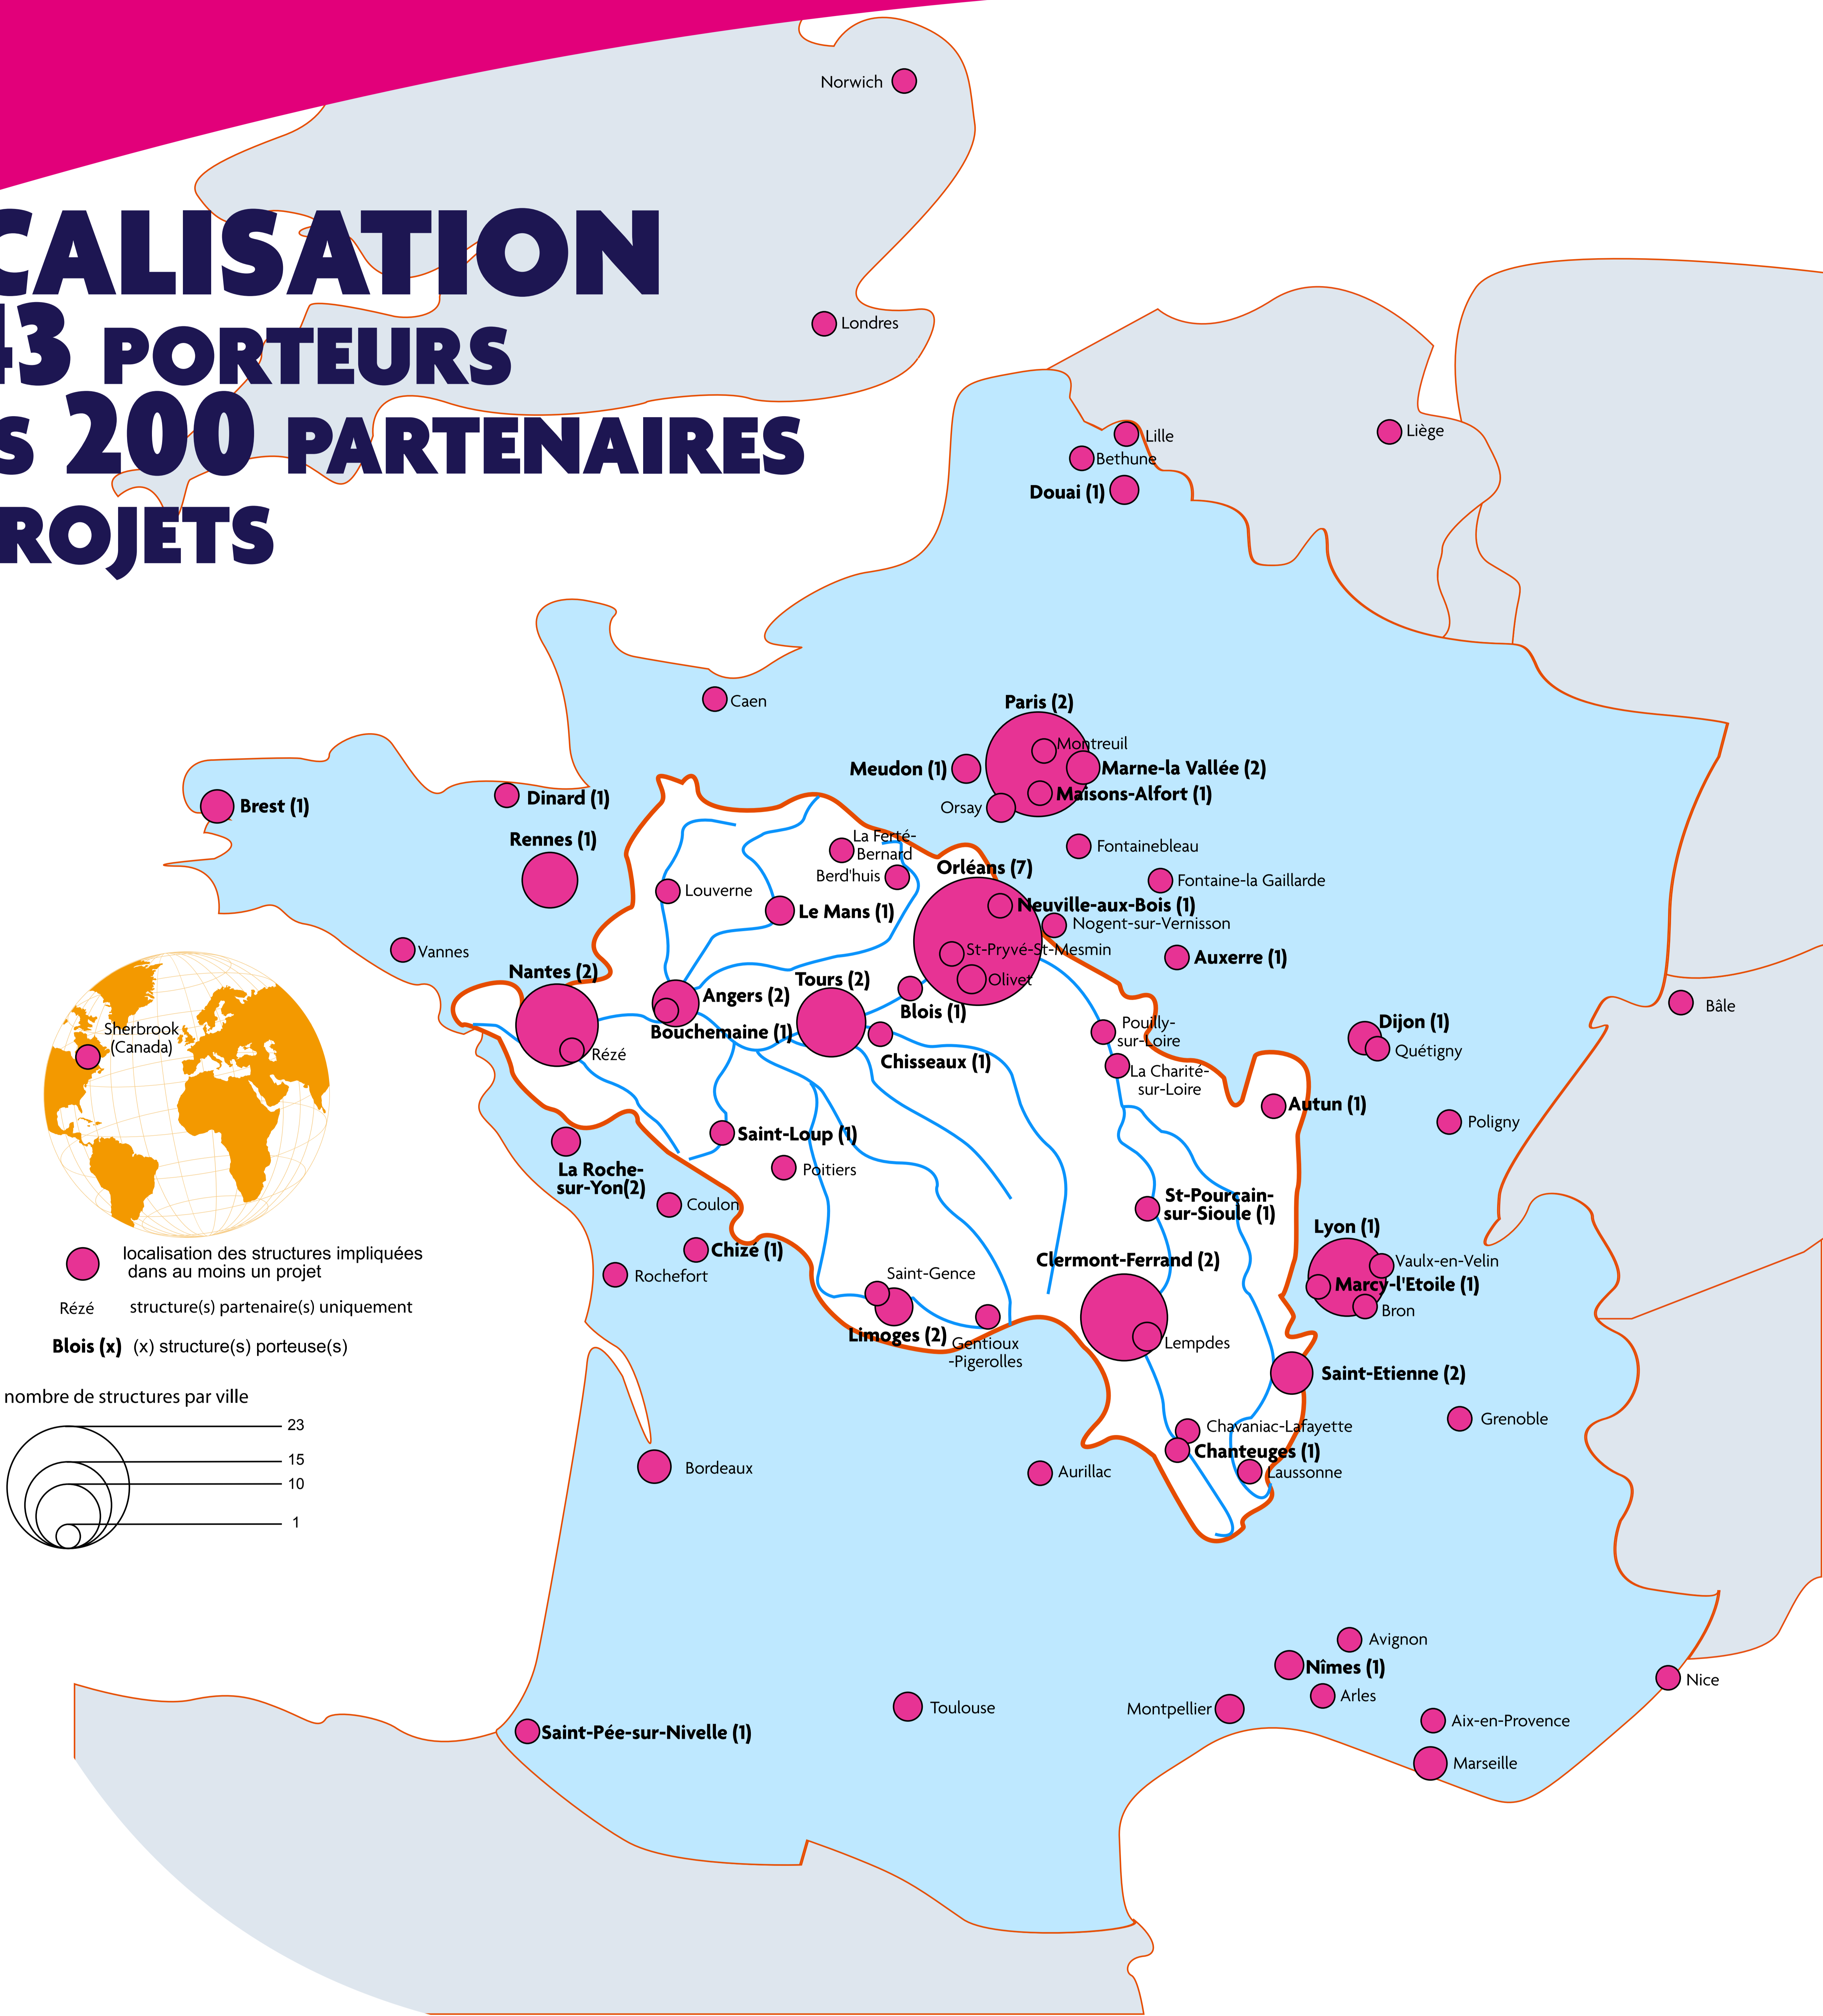 CALISATION
43 PORTEURS
S 200 PARTENAIRES
ROJETS
Norwich
Londres
Lille
Bethune
Douai (1)
Liège
Caen
Paris (2)
Montreuil
Meudon (1)
Marne-la Vallée (2)
Maisons-Alfort (1)
Orsay
Brest (1)
Dinard (1)
Rennes (1)
La Ferté-
Bernard
Berd'huis
Fontainebleau
Orléans (7)
Fontaine-la Gaillarde
Louverne
Le Mans (1)
Neuville-aux-Bois (1)
Nogent-sur-Vernisson
Vannes
St-Pryvé-St-Mesmin
Auxerre (1)
Nantes (2)
Tours (2)
Olivet
Angers (2)
Blois (1)
Bouchemaine (1)
Rézé
Chisseaux (1)
Pouilly-
sur-Loire
La Charité-
sur-Loire
Dijon (1)
Quétigny
Bâle
Autun (1)
Poligny
Sherbrook
(Canada)
Saint-Loup (1)
Poitiers
La Roche-
sur-Yon(2)
Coulon
St-Pourçain-
sur-Sioule (1)
Chizé (1)
Rochefort
Lyon (1)
Vaulx-en-Velin
Marcy-l'Etoile (1)
Bron
Clermont-Ferrand (2)
Saint-Gence
Limoges (2)
Gentioux
-Pigerolles
Lempdes
Saint-Etienne (2)
Chavaniac-Lafayette
Chanteuges (1)
Laussonne
Grenoble
Aurillac
Bordeaux
localisation des structures impliquées
dans au moins un projet
Rézé structure(s) partenaire(s) uniquement
Blois (x) (x) structure(s) porteuse(s)
nombre de structures par ville
23
15
10
1
Avignon
Nîmes (1)
Arles
Nice
Toulouse
Montpellier
Aix-en-Provence
Saint-Pée-sur-Nivelle (1)
Marseille